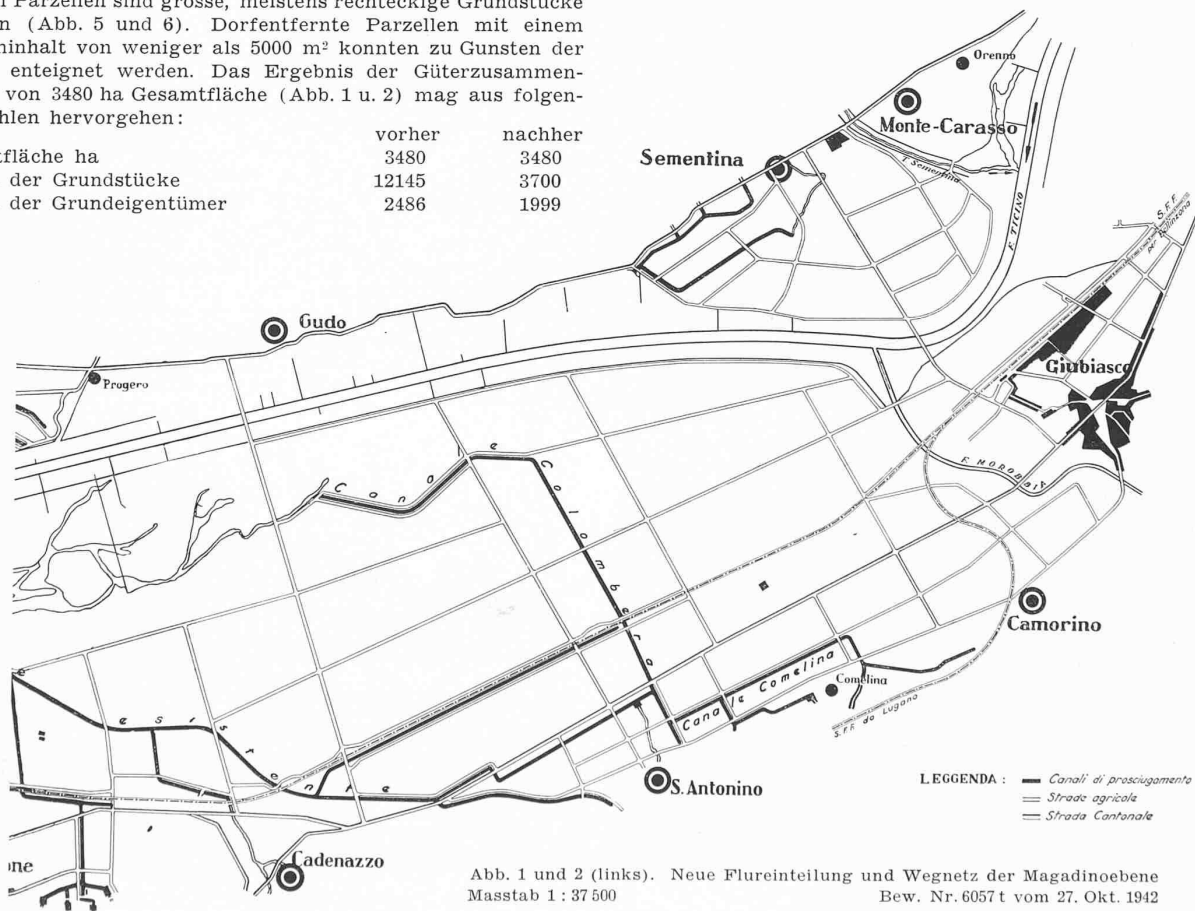 Parzellen sind grosse, meistens rechteckige Grundstücke
(Abb. 5 und 6). Dorfentfernte Parzellen mit einem
inhalt von weniger als 5000 m² konnten zu Gunsten der
enteignet werden. Das Ergebnis der Güterzusammen-
von 3480 ha Gesamtfläche (Abb. 1 u. 2) mag aus folgen-
hlen hervorgehen:
vorher nachher
fläche ha 3480 3480
der Grundstücke 12145 3700
der Grundeigentümer 2486 1999
Orenno
Monte-Carasso
Sementina
T. Sementina
F. TICINO
S.F.F.
per Bellinzona
Gudo
Progero
Giubiasco
F. MOROBBIA
Canale Colombera
Camorino
Canale Comelina
Comelina
S.F.F. da Lugano
esistente
S. Antonino
Cadenazzo
one
LEGGENDA : Canali di prosciugamento
Strade agricole
Strada Cantonale
Abb. 1 und 2 (links). Neue Flureinteilung und Wegnetz der Magadinoebene
Masstab 1 : 37 500 Bew. Nr. 6057 t vom 27. Okt. 1942